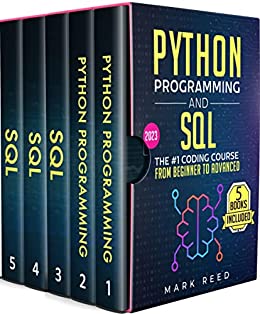 PYTHON
PROGRAMMING
AND
SQL
2023
THE #1 CODING COURSE
FROM BEGINNER TO ADVANCED
5
BOOKS
INCLUDED
MARK REED
SQL
5
SQL
4
SQL
3
PYTHON PROGRAMMING
2
PYTHON PROGRAMMING
1